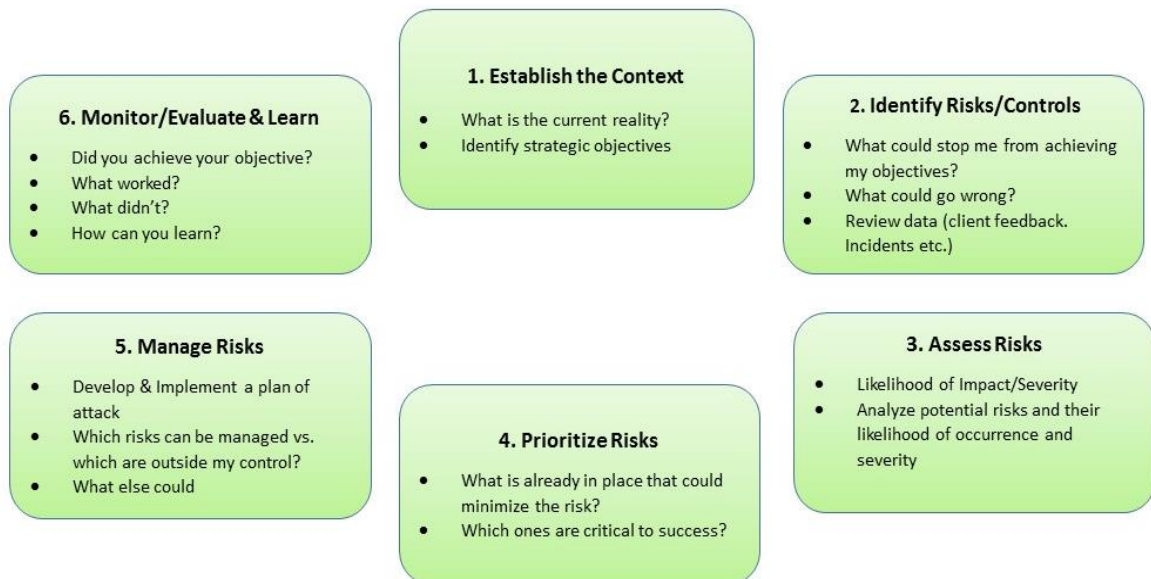 1. Establish the Context
• What is the current reality?
• Identify strategic objectives
2. Identify Risks/Controls
• What could stop me from achieving
my objectives?
• What could go wrong?
• Review data (client feedback.
Incidents etc.)
3. Assess Risks
• Likelihood of Impact/Severity
• Analyze potential risks and their
likelihood of occurrence and
severity
4. Prioritize Risks
• What is already in place that could
minimize the risk?
• Which ones are critical to success?
5. Manage Risks
• Develop & Implement a plan of
attack
• Which risks can be managed vs.
which are outside my control?
• What else could
6. Monitor/Evaluate & Learn
• Did you achieve your objective?
• What worked?
• What didn't?
• How can you learn?